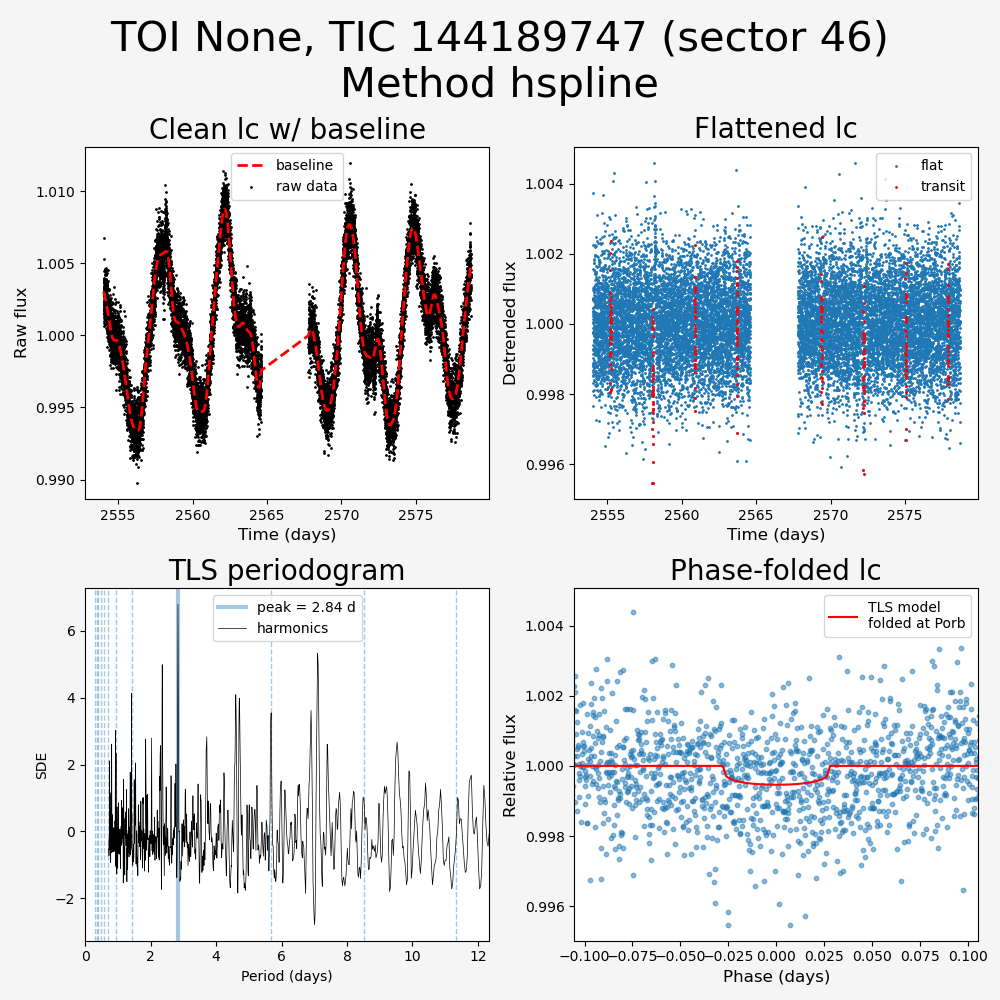 TOI None, TIC 144189747 (sector 46)
Method hspline
Clean lc w/ baseline
Flattened lc
baseline
raw data
flat
transit
Raw flux
1.010
1.005
1.000
0.995
0.990
2555 2560 2565 2570 2575
Time (days)
Detrended flux
1.004
1.002
1.000
0.998
0.996
2555 2560 2565 2570 2575
Time (days)
TLS periodogram
Phase-folded lc
peak = 2.84 d
harmonics
TLS model
folded at Porb
SDE
6
4
2
0
−2
0 2 4 6 8 10 12
Period (days)
Relative flux
1.004
1.002
1.000
0.998
0.996
−0.100 −0.075 −0.050 −0.025 0.000 0.025 0.050 0.075 0.100
Phase (days)